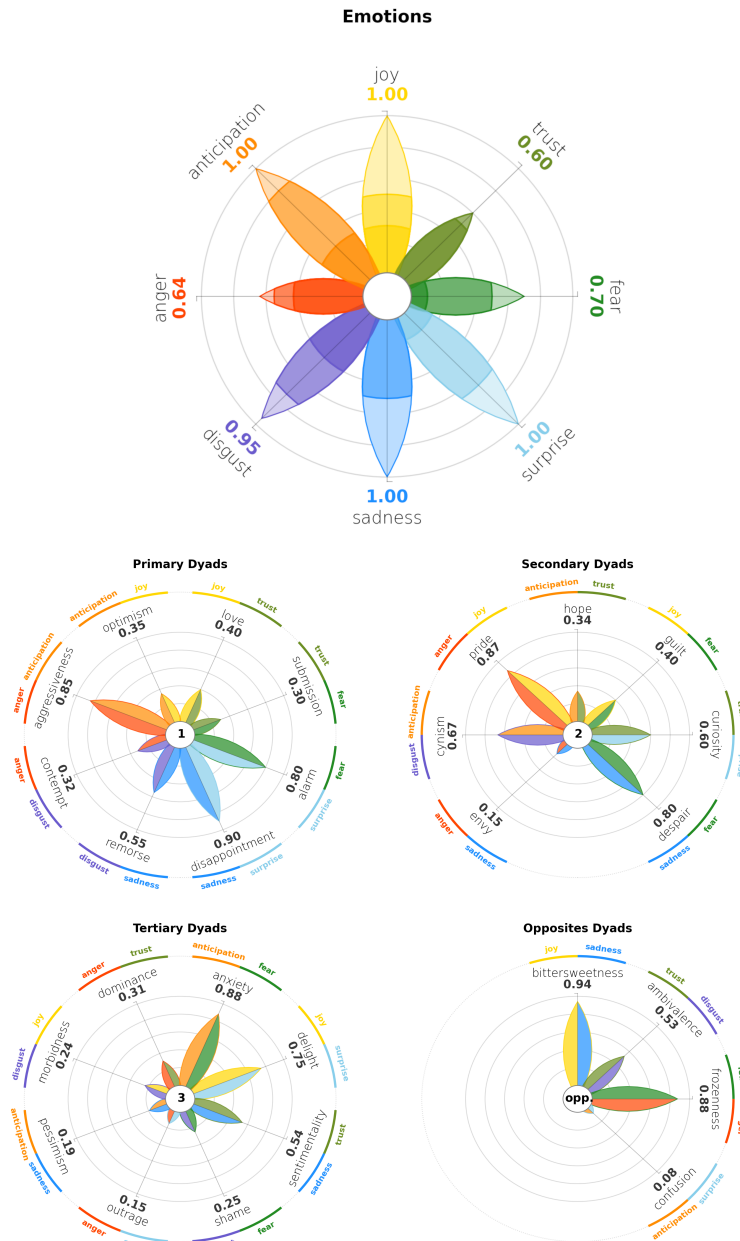 Emotions
joy
1.00
anticipation
1.00
trust
0.60
anger
0.64
fear
0.70
disgust
0.95
surprise
1.00
1.00
sadness
Primary Dyads
joy
joy
anticipation
trust
optimism
0.35
love
0.40
anticipation
trust
aggressiveness
0.85
submission
0.30
anger
fear
1
anger
fear
contempt
0.32
alarm
0.80
disgust
surprise
remorse
0.55
disappointment
0.90
disgust
sadness
sadness
surprise
Secondary Dyads
anticipation
trust
joy
joy
hope
0.34
anger
fear
pride
0.87
guilt
0.40
anticipation
cynism
0.67
2
curiosity
0.60
disgust
envy
0.15
despair
0.80
anger
fear
sadness
sadness
Tertiary Dyads
trust
anticipation
anger
fear
dominance
0.31
anxiety
0.88
joy
joy
morbidness
0.24
delight
0.75
disgust
surprise
3
anticipation
trust
pessimism
0.19
sentimentality
0.54
sadness
sadness
outrage
0.15
shame
0.25
anger
fear
Opposites Dyads
joy
sadness
bittersweetness
0.94
trust
disgust
ambivalence
0.53
opp.
frozenness
0.88
confusion
0.08
surprise
anticipation